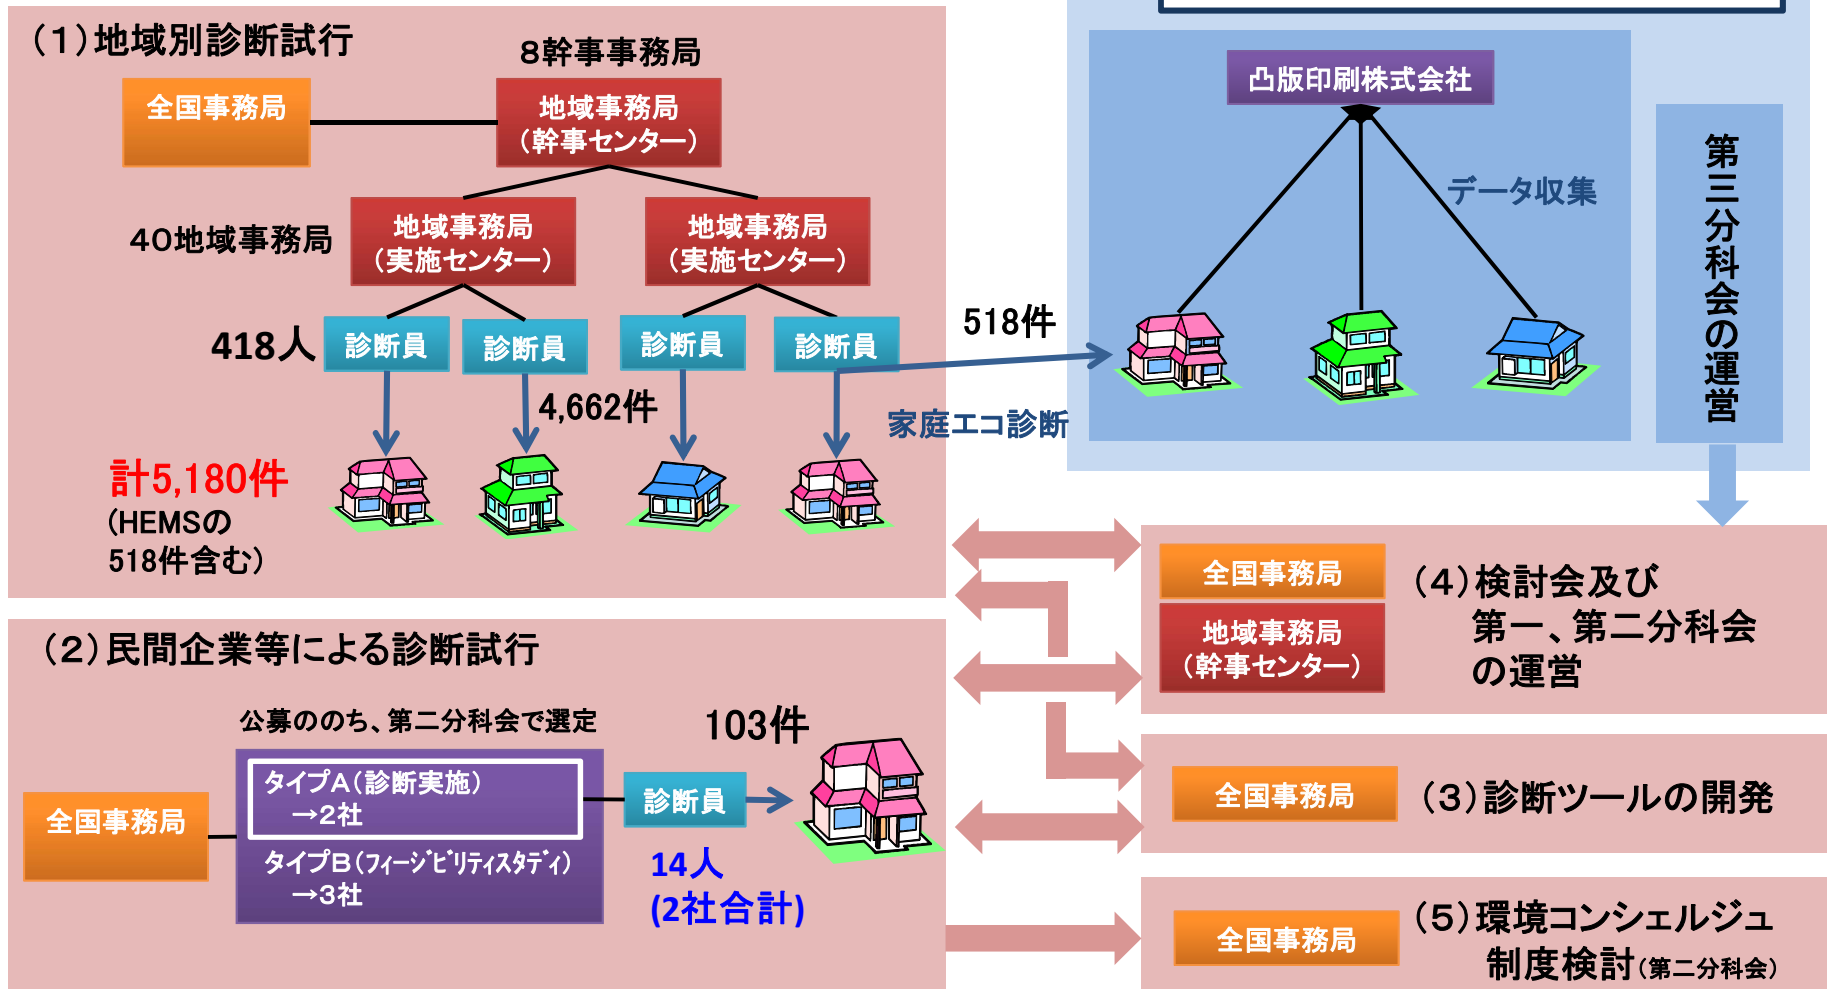 （１）地域別診断試行
８幹事事務局
全国事務局
地域事務局
（幹事センター）
４０地域事務局
地域事務局
（実施センター）
地域事務局
（実施センター）
418人
診断員
診断員
診断員
診断員
4,662件
計5,180件
(HEMSの
518件含む)
518件
家庭エコ診断
凸版印刷株式会社
データ収集
第三分科会の運営
（２）民間企業等による診断試行
公募ののち、第二分科会で選定
全国事務局
タイプＡ（診断実施）
→２社
タイプＢ（ﾌｨｰｼﾞﾋﾞﾘﾃｨｽﾀﾃﾞｨ）
→３社
診断員
103件
14人
(2社合計)
全国事務局
地域事務局
（幹事センター）
（４）検討会及び
第一、第二分科会
の運営
全国事務局
（３）診断ツールの開発
全国事務局
（５）環境コンシェルジュ
制度検討（第二分科会）